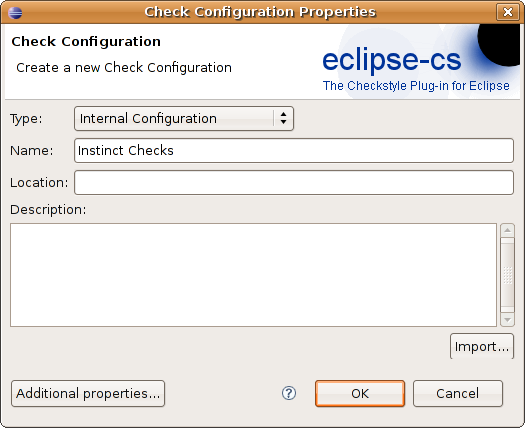 Check Configuration Properties
Check Configuration
Create a new Check Configuration
eclipse-cs
The Checkstyle Plug-in for Eclipse
Type:
Internal Configuration
Name:
Instinct Checks
Location:
Description:
Import...
Additional properties...
?
OK
Cancel